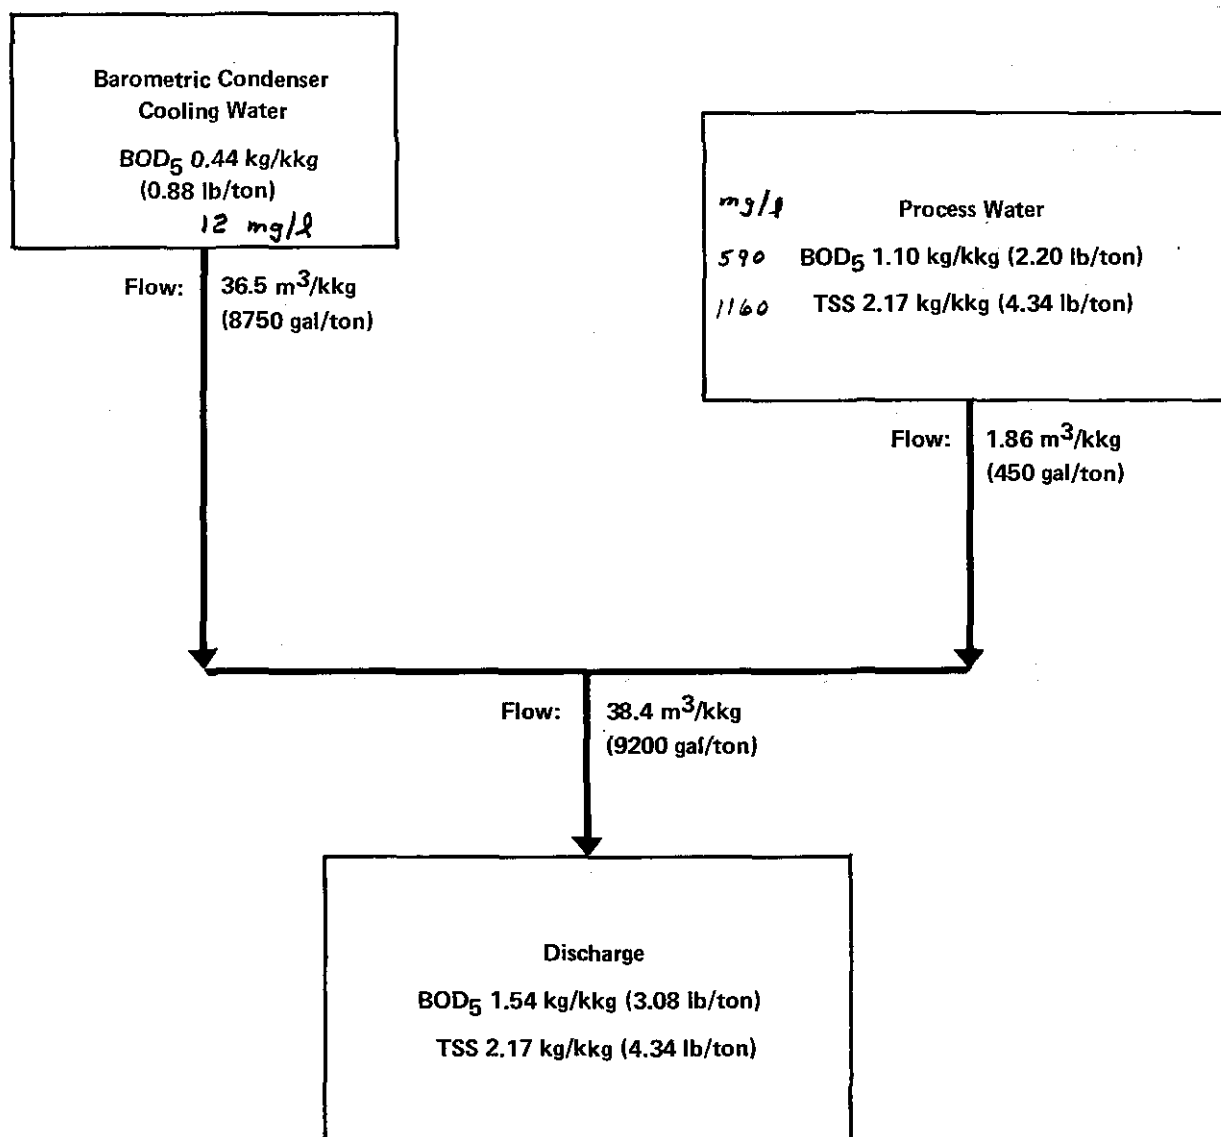 Barometric Condenser
Cooling Water
BOD5 0.44 kg/kkg
(0.88 lb/ton)
12 mg/l
Flow: 36.5 m3/kkg
(8750 gal/ton)
mg/l Process Water
590 BOD5 1.10 kg/kkg (2.20 lb/ton)
1160 TSS 2.17 kg/kkg (4.34 lb/ton)
Flow: 1.86 m3/kkg
(450 gal/ton)
Flow: 38.4 m3/kkg
(9200 gal/ton)
Discharge
BOD5 1.54 kg/kkg (3.08 lb/ton)
TSS 2.17 kg/kkg (4.34 lb/ton)